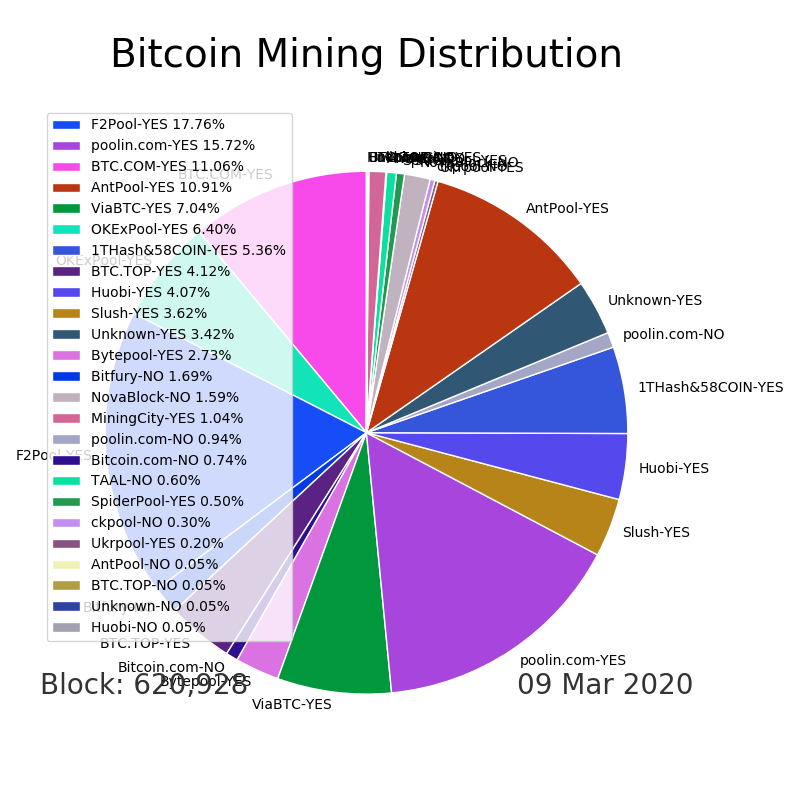 Bitcoin Mining Distribution
F2Pool-YES 17.76%
poolin.com-YES 15.72%
BTC.COM-YES 11.06%
AntPool-YES 10.91%
ViaBTC-YES 7.04%
OKExPool-YES 6.40%
1THash&58COIN-YES 5.36%
BTC.TOP-YES 4.12%
Huobi-YES 4.07%
Slush-YES 3.62%
Unknown-YES 3.42%
Bytepool-YES 2.73%
Bitfury-NO 1.69%
NovaBlock-NO 1.59%
MiningCity-YES 1.04%
poolin.com-NO 0.94%
Bitcoin.com-NO 0.74%
TAAL-NO 0.60%
SpiderPool-YES 0.50%
ckpool-NO 0.30%
Ukrpool-YES 0.20%
AntPool-NO 0.05%
BTC.TOP-NO 0.05%
Unknown-NO 0.05%
Huobi-NO 0.05%
BTC.COM-YES
OKExPool-YES
F2Pool-YES
BTC.TOP-YES
Bitcoin.com-NO
Bytepool-YES
ViaBTC-YES
AntPool-YES
Unknown-YES
poolin.com-NO
1THash&58COIN-YES
Huobi-YES
Slush-YES
poolin.com-YES
Block: 620,928
09 Mar 2020